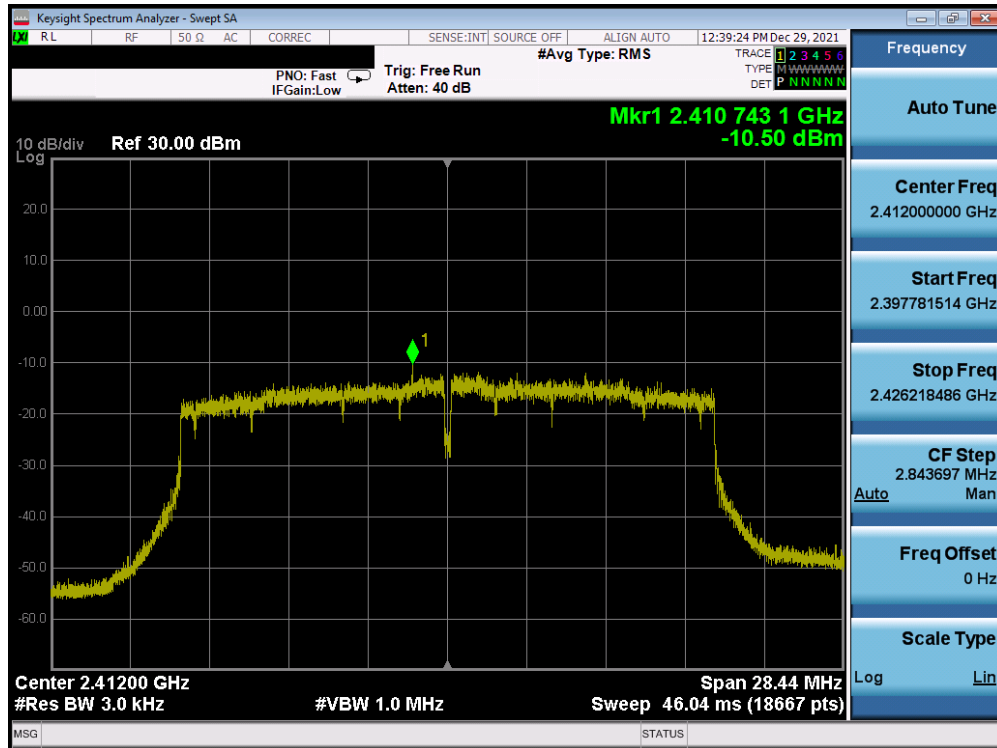 Keysight Spectrum Analyzer - Swept SA
LXI RL RF 50 Ω AC CORREC SENSE:INT SOURCE OFF ALIGN AUTO 12:39:24 PM Dec 29, 2021
#Avg Type: RMS TRACE 1 2 3 4 5 6
PNO: Fast Trig: Free Run TYPE M W W W W W
IFGain:Low Atten: 40 dB DET P N N N N N
Mkr1 2.410 743 1 GHz
-10.50 dBm
10 dB/div Ref 30.00 dBm
Log
20.0
10.0
0.00
1
-10.0
-20.0
-30.0
-40.0
-50.0
-60.0
Center 2.41200 GHz Span 28.44 MHz
#Res BW 3.0 kHz #VBW 1.0 MHz Sweep 46.04 ms (18667 pts)
MSG STATUS
Frequency
Auto Tune
Center Freq
2.412000000 GHz
Start Freq
2.397781514 GHz
Stop Freq
2.426218486 GHz
CF Step
2.843697 MHz
Auto Man
Freq Offset
0 Hz
Scale Type
Log Lin